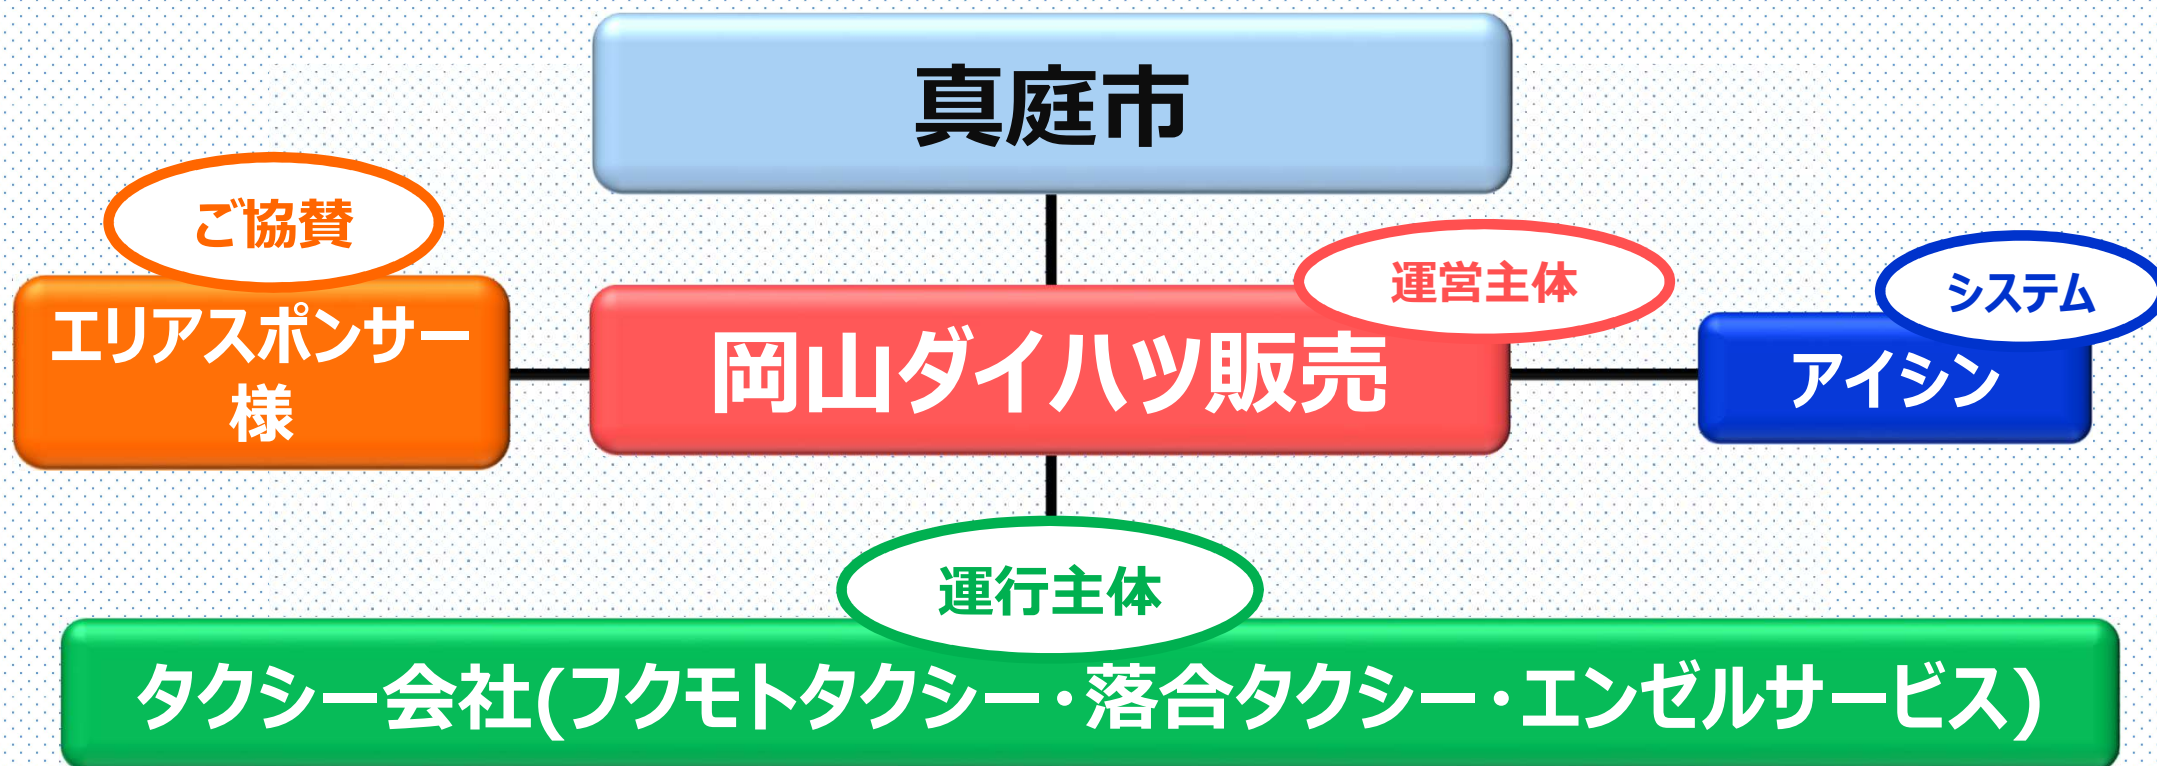 真庭市
ご協賛
エリアスポンサー
様
運営主体
岡山ダイハツ販売
システム
アイシン
運行主体
タクシー会社(フクモトタクシー・落合タクシー・エンゼルサービス)